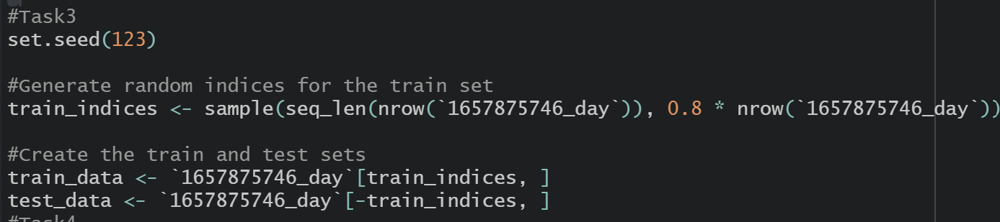 #Task3
set.seed(123)
#Generate random indices for the train set
train_indices <- sample(seq_len(nrow(`1657875746_day`)), 0.8 * nrow(`1657875746_day`))
#Create the train and test sets
train_data <- `1657875746_day`[train_indices, ]
test_data <- `1657875746_day`[-train_indices, ]
#Task4